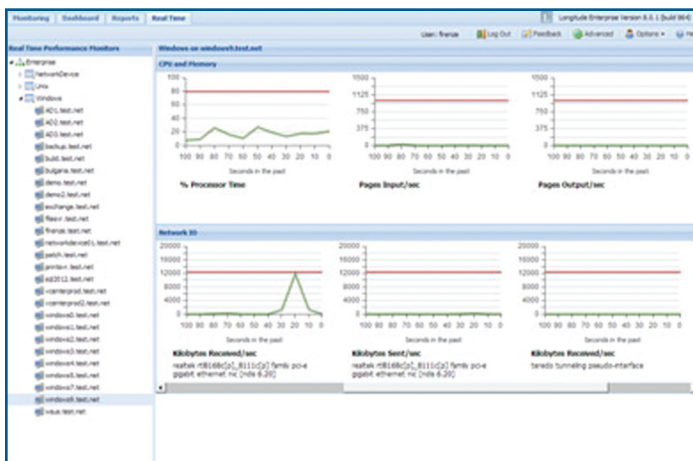 Monitoring Dashboard Reports Real Time
Longitude Enterprise Version 8.0.1 (build 864)
User: firenze Log Out Feedback Advanced Options
Real Time Performance Monitors
Windows on windows9.test.net
Enterprise
NetworkDevice
Unix
Windows
AD1.test.net
AD2.test.net
AD3.test.net
backup.test.net
build.test.net
bulgaria.test.net
demo.test.net
demo2.test.net
exchange.test.net
filesvr.test.net
firenze.test.net
networkdevice01.test.net
patch.test.net
printsvr.test.net
sql2012.test.net
vcenterprod.test.net
vcenterprod2.test.net
windows0.test.net
windows1.test.net
windows2.test.net
windows3.test.net
windows4.test.net
windows5.test.net
windows7.test.net
windows9.test.net
wsus.test.net
CPU and Memory
100
80
60
40
20
0
100 90 80 70 60 50 40 30 20 10 0
Seconds in the past
% Processor Time
1500
1125
750
375
0
100 90 80 70 60 50 40 30 20 10 0
Seconds in the past
Pages Input/sec
1500
1125
750
375
0
100 90 80 70 60 50 40 30 20 10 0
Seconds in the past
Pages Output/sec
Network IO
20000
16000
12000
8000
4000
0
100 90 80 70 60 50 40 30 20 10 0
Seconds in the past
Kilobytes Received/sec
realtek rtl8168c[p]_8111c[p] family pci-e
gigabit ethernet nic [ndis 6.20]
20000
16000
12000
8000
4000
0
100 90 80 70 60 50 40 30 20 10 0
Seconds in the past
Kilobytes Sent/sec
realtek rtl8168c[p]_8111c[p] family pci-e
gigabit ethernet nic [ndis 6.20]
20000
16000
12000
8000
4000
0
100 90 80 70 60 50 40 30 20 10 0
Seconds in the past
Kilobytes Received/sec
teredo tunneling pseudo-interface